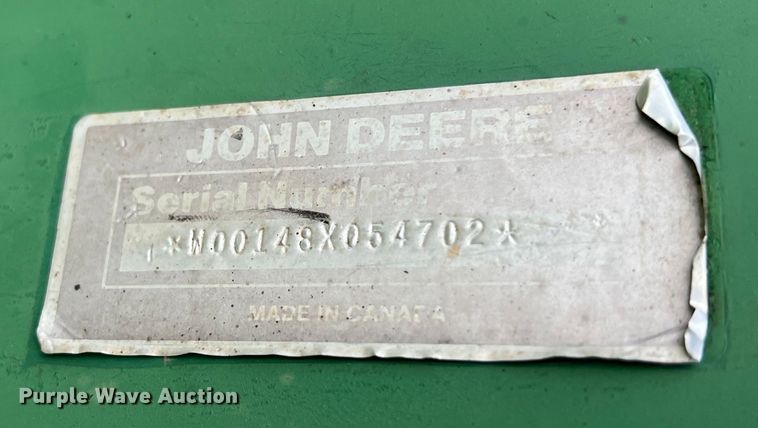 JOHN DEERE
Serial Number
*W00148X054702*
MADE IN CANADA
Purple Wave Auction